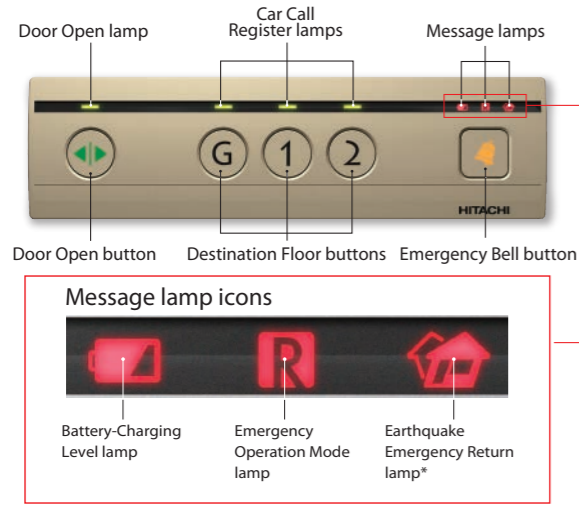 Door Open lamp
Car Call
Register lamps
Message lamps
G 1 2
HITACHI
Door Open button
Destination Floor buttons
Emergency Bell button
Message lamp icons
R
Battery-Charging
Level lamp
Emergency
Operation Mode
lamp
Earthquake
Emergency Return
lamp*